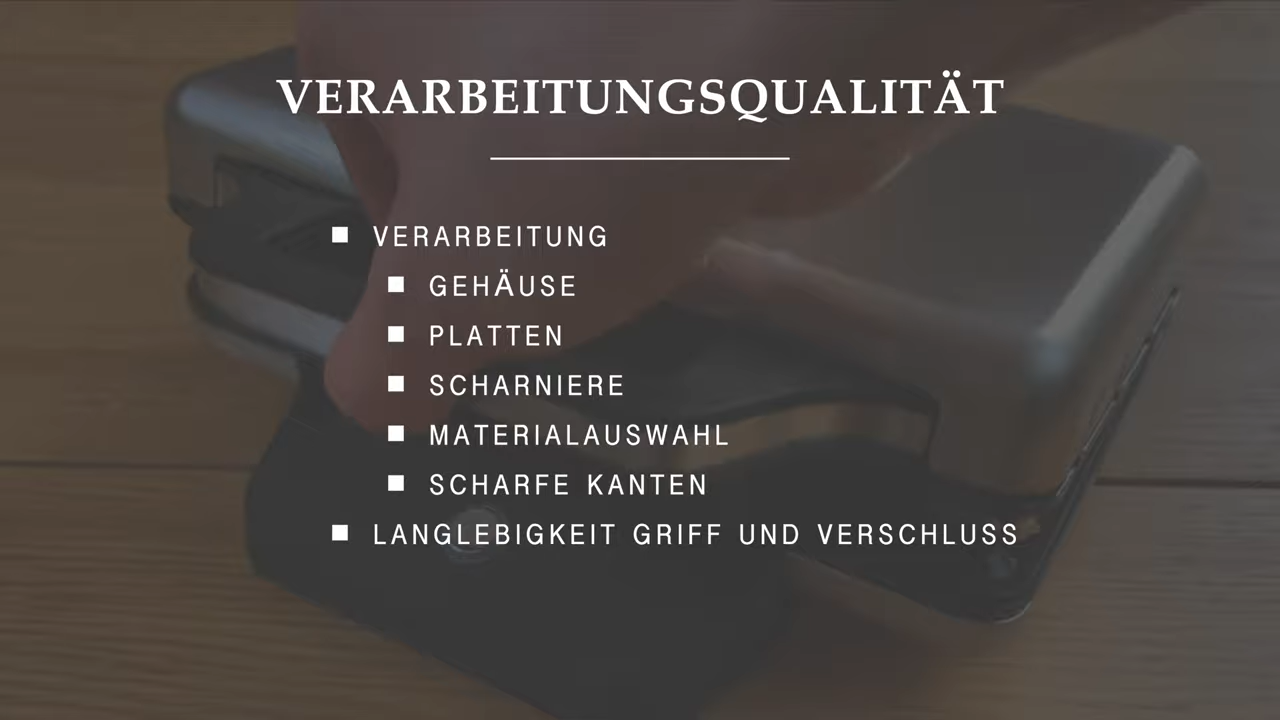 VERARBEITUNGSQUALITÄT
VERARBEITUNG
GEHÄUSE
PLATTEN
SCHARNIERE
MATERIALAUSWAHL
SCHARFE KANTEN
LANGLEBIGKEIT GRIFF UND VERSCHLUSS